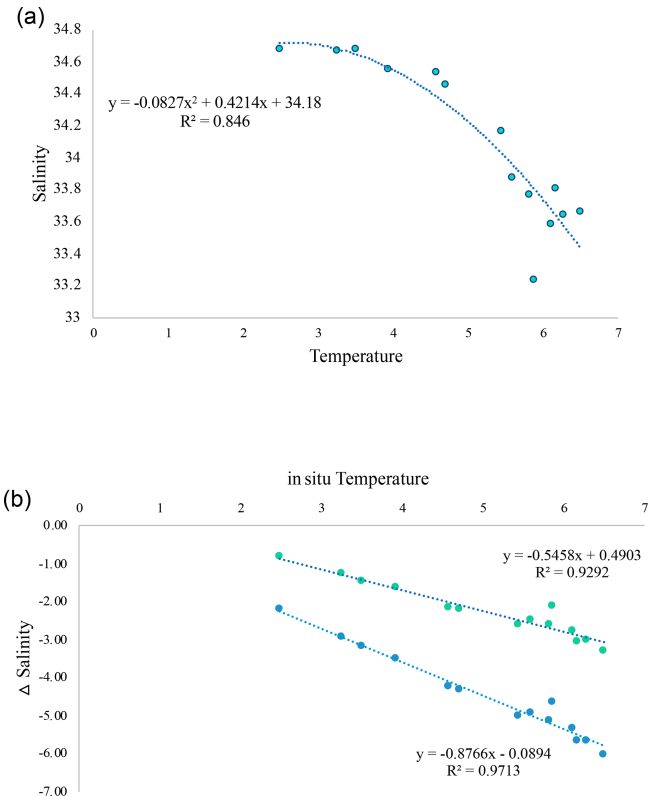 (a)
34.8
34.6
34.4
34.2
34
33.8
33.6
33.4
33.2
33
Salinity
y = -0.0827x² + 0.4214x + 34.18
R² = 0.846
0 1 2 3 4 5 6 7
Temperature
(b)
in situ Temperature
0 1 2 3 4 5 6 7
0.00
-1.00
-2.00
-3.00
-4.00
-5.00
-6.00
-7.00
Δ Salinity
y = -0.5458x + 0.4903
R² = 0.9292
y = -0.8766x - 0.0894
R² = 0.9713